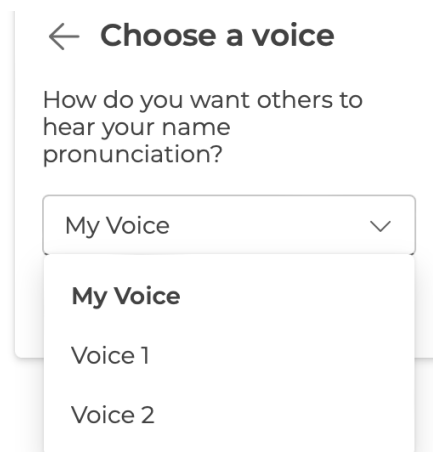 Choose a voice
How do you want others to
hear your name
pronunciation?
My Voice
My Voice
Voice 1
Voice 2